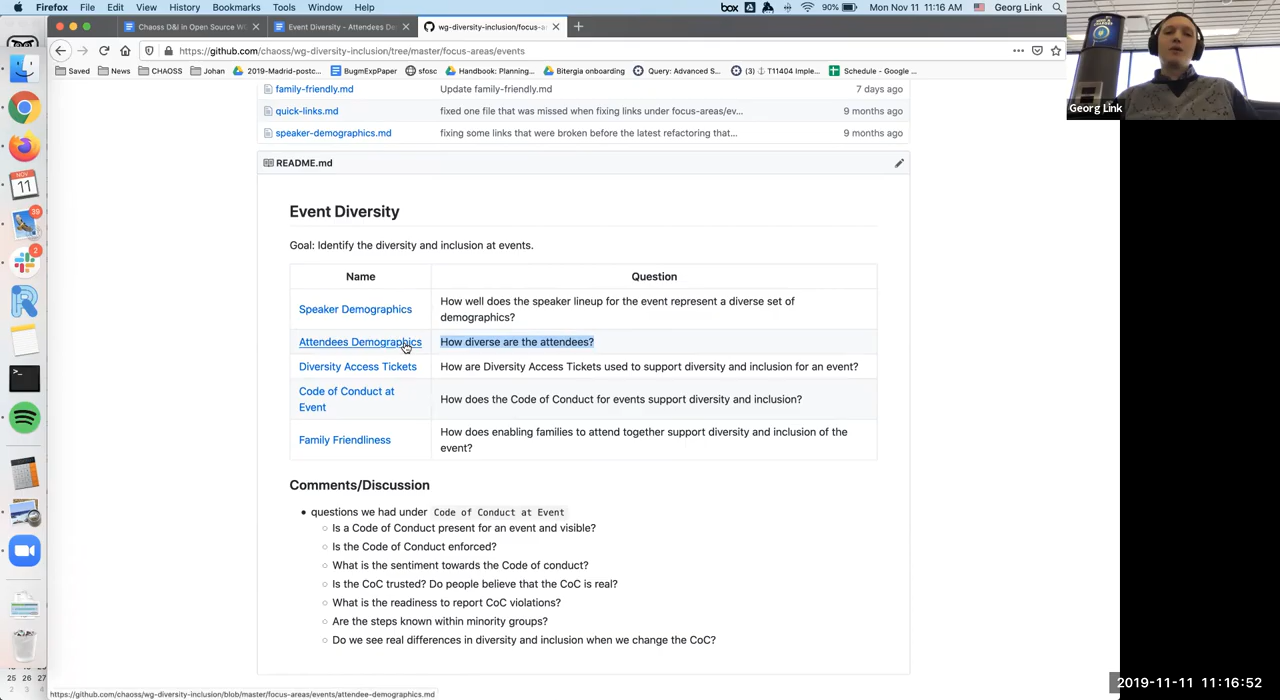 Firefox File Edit View History Bookmarks Tools Window Help
box 90% Mon Nov 11 11:16 AM Georg Link
Chaoss D&I in Open Source W
Event Diversity - Attendees De
wg-diversity-inclusion/focus-a
https://github.com/chaoss/wg-diversity-inclusion/tree/master/focus-areas/events
Saved News CHAOSS Johan 2019-Madrid-postc... BugmExpPaper sfosc Handbook: Planning... Bitergia onboarding Query: Advanced S... (3) T11404 Imple... Schedule - Google ...
family-friendly.md Update family-friendly.md 7 days ago
quick-links.md fixed one file that was missed when fixing links under focus-areas/ev... 9 months ago
speaker-demographics.md fixing some links that were broken before the latest refactoring that... 9 months ago
README.md
Event Diversity
Goal: Identify the diversity and inclusion at events.
Name Question
Speaker Demographics How well does the speaker lineup for the event represent a diverse set of
demographics?
Attendees Demographics How diverse are the attendees?
Diversity Access Tickets How are Diversity Access Tickets used to support diversity and inclusion for an event?
Code of Conduct at
Event
How does the Code of Conduct for events support diversity and inclusion?
Family Friendliness How does enabling families to attend together support diversity and inclusion of the
event?
Comments/Discussion
questions we had under Code of Conduct at Event
Is a Code of Conduct present for an event and visible?
Is the Code of Conduct enforced?
What is the sentiment towards the Code of conduct?
Is the CoC trusted? Do people believe that the CoC is real?
What is the readiness to report CoC violations?
Are the steps known within minority groups?
Do we see real differences in diversity and inclusion when we change the CoC?
https://github.com/chaoss/wg-diversity-inclusion/blob/master/focus-areas/events/attendee-demographics.md
Georg Link
NOV
11
39
2
25 26 27
2019-11-11 11:16:52